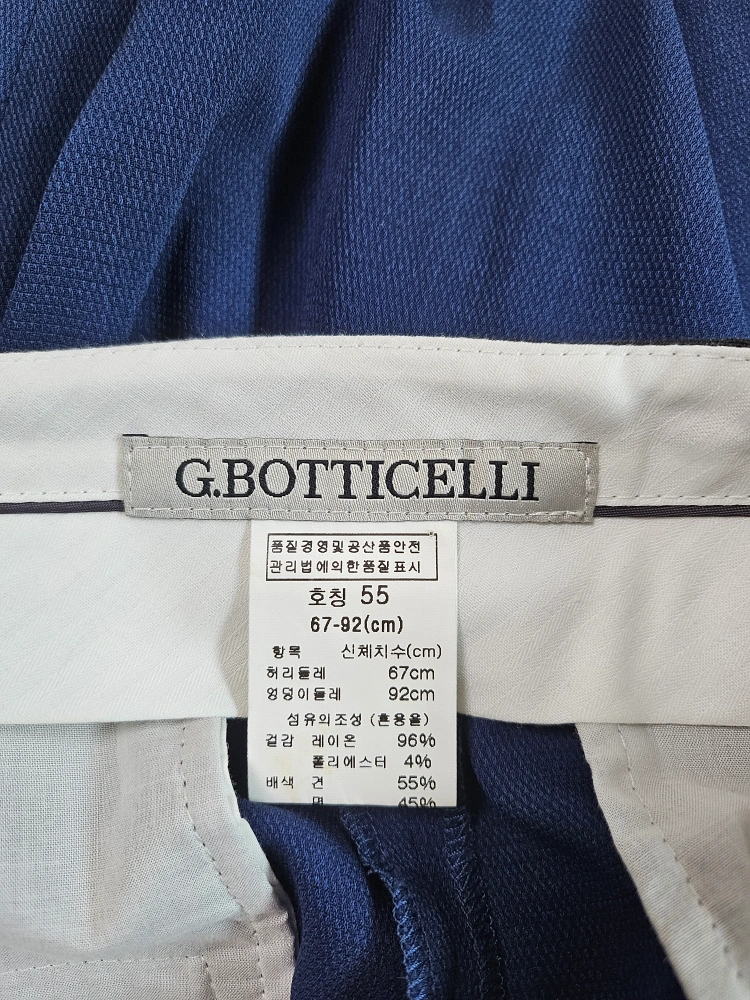 G.BOTTICELLI
품질경영및공산품안전
관리법에의한품질표시
호칭 55
67-92(cm)
항목 신체치수(cm)
허리둘레 67cm
엉덩이둘레 92cm
섬유의조성 (혼용율)
겉감 레이온 96%
폴리에스터 4%
배색 견 55%
면 45%